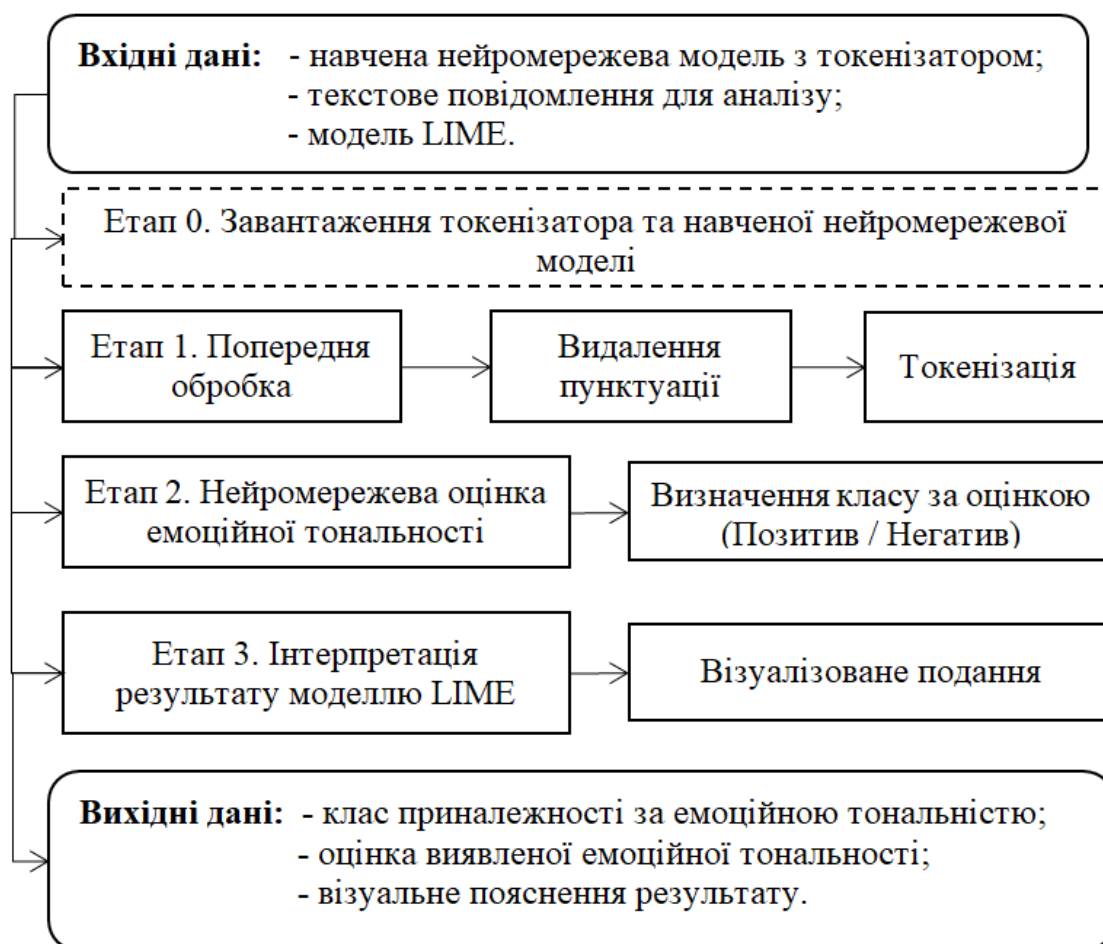 Вхідні дані: - навчена нейромережева модель з токенізатором;
- текстове повідомлення для аналізу;
- модель LIME.
Етап 0. Завантаження токенізатора та навченої нейромережевої
моделі
Етап 1. Попередня
обробка
Видалення
пунктуації
Токенізація
Етап 2. Нейромережева оцінка
емоційної тональності
Визначення класу за оцінкою
(Позитив / Негатив)
Етап 3. Інтерпретація
результату моделлю LIME
Візуалізоване подання
Вихідні дані: - клас приналежності за емоційною тональністю;
- оцінка виявленої емоційної тональності;
- візуальне пояснення результату.